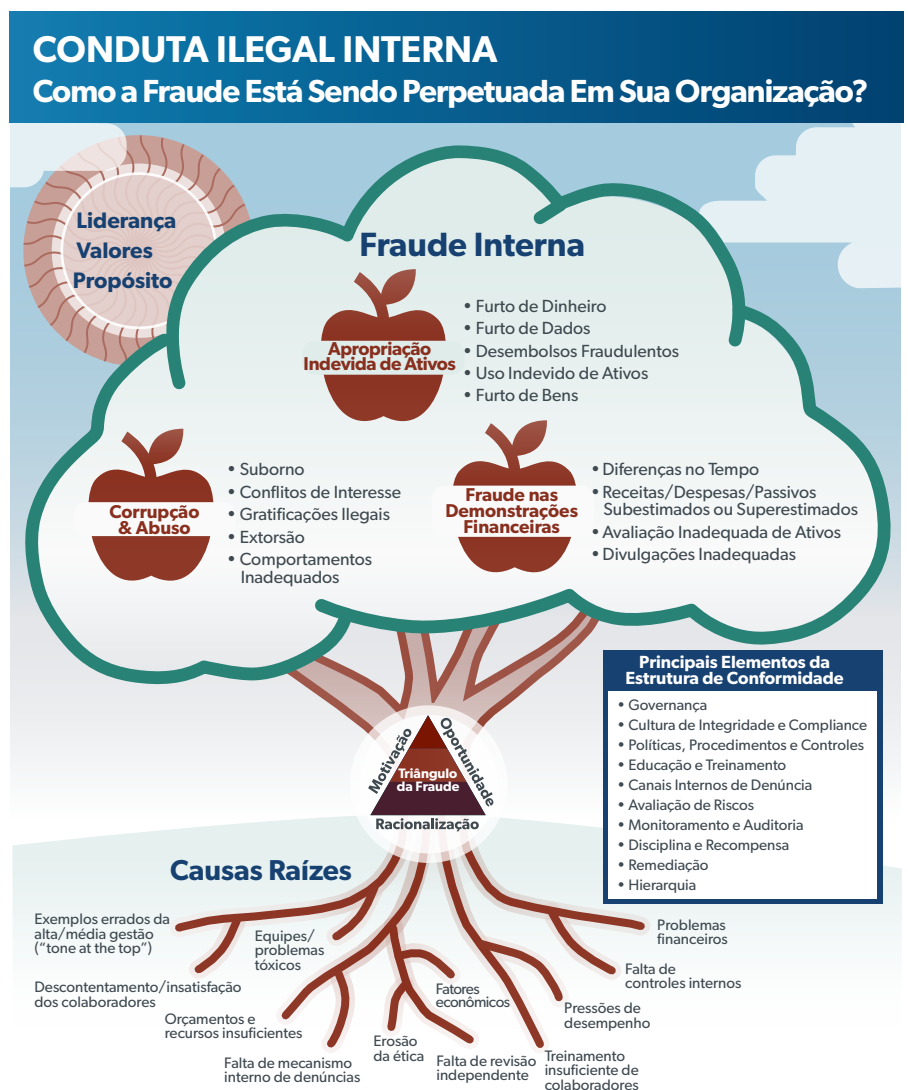 CONDUTA ILEGAL INTERNA
Como a Fraude Está Sendo Perpetuada Em Sua Organização?
Liderança
Valores
Propósito
Fraude Interna
Apropriação
Indevida de Ativos
• Furto de Dinheiro
• Furto de Dados
• Desembolsos Fraudulentos
• Uso Indevido de Ativos
• Furto de Bens
Corrupção
& Abuso
• Suborno
• Conflitos de Interesse
• Gratificações Ilegais
• Extorsão
• Comportamentos
Inadequados
Fraude nas
Demonstrações
Financeiras
• Diferenças no Tempo
• Receitas/Despesas/Passivos
Subestimados ou Superestimados
• Avaliação Inadequada de Ativos
• Divulgações Inadequadas
Principais Elementos da
Estrutura de Conformidade
• Governança
• Cultura de Integridade e Compliance
• Políticas, Procedimentos e Controles
• Educação e Treinamento
• Canais Internos de Denúncia
• Avaliação de Riscos
• Monitoramento e Auditoria
• Disciplina e Recompensa
• Remediação
• Hierarquia
Motivação
Oportunidade
Triângulo
da Fraude
Racionalização
Causas Raízes
Exemplos errados da
alta/média gestão
("tone at the top")
Descontentamento/insatisfação
dos colaboradores
Equipes/
problemas
tóxicos
Orçamentos e
recursos insuficientes
Falta de mecanismo
interno de denúncias
Erosão
da ética
Fatores
econômicos
Falta de revisão
independente
Treinamento
insuficiente de
colaboradores
Pressões de
desempenho
Falta de
controles internos
Problemas
financeiros